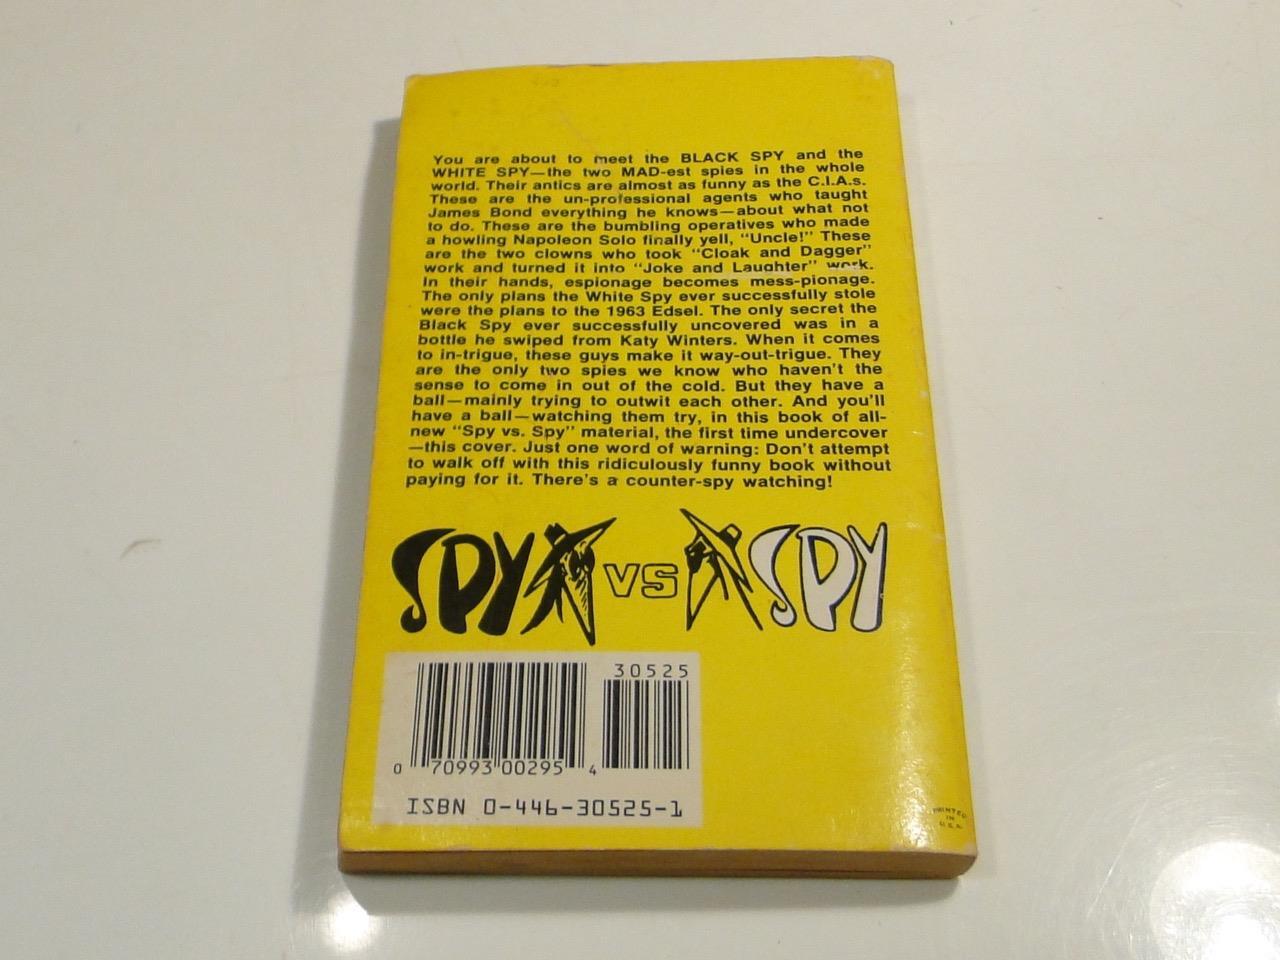 You are about to meet the BLACK SPY and the
WHITE SPY—the two MAD-est spies in the whole
world. Their antics are almost as funny as the C.I.A.s.
These are the un-professional agents who taught
James Bond everything he knows—about what not
to do. These are the bumbling operatives who made
a howling Napoleon Solo finally yell, "Uncle!" These
are the two clowns who took "Cloak and Dagger"
work and turned it into "Joke and Laughter" work.
In their hands, espionage becomes mess-pionage.
The only plans the White Spy ever successfully stole
were the plans to the 1963 Edsel. The only secret the
Black Spy ever successfully uncovered was in a
bottle he swiped from Katy Winters. When it comes
to in-trigue, these guys make it way-out-trigue. They
are the only two spies we know who haven't the
sense to come in out of the cold. But they have a
ball—mainly trying to outwit each other. And you'll
have a ball—watching them try, in this book of all-
new "Spy vs. Spy" material, the first time undercover
—this cover. Just one word of warning: Don't attempt
to walk off with this ridiculously funny book without
paying for it. There's a counter-spy watching!
SPY VS SPY
30525
0 70993 00295 4
ISBN 0-446-30525-1
PRINTED
IN
U.S.A.